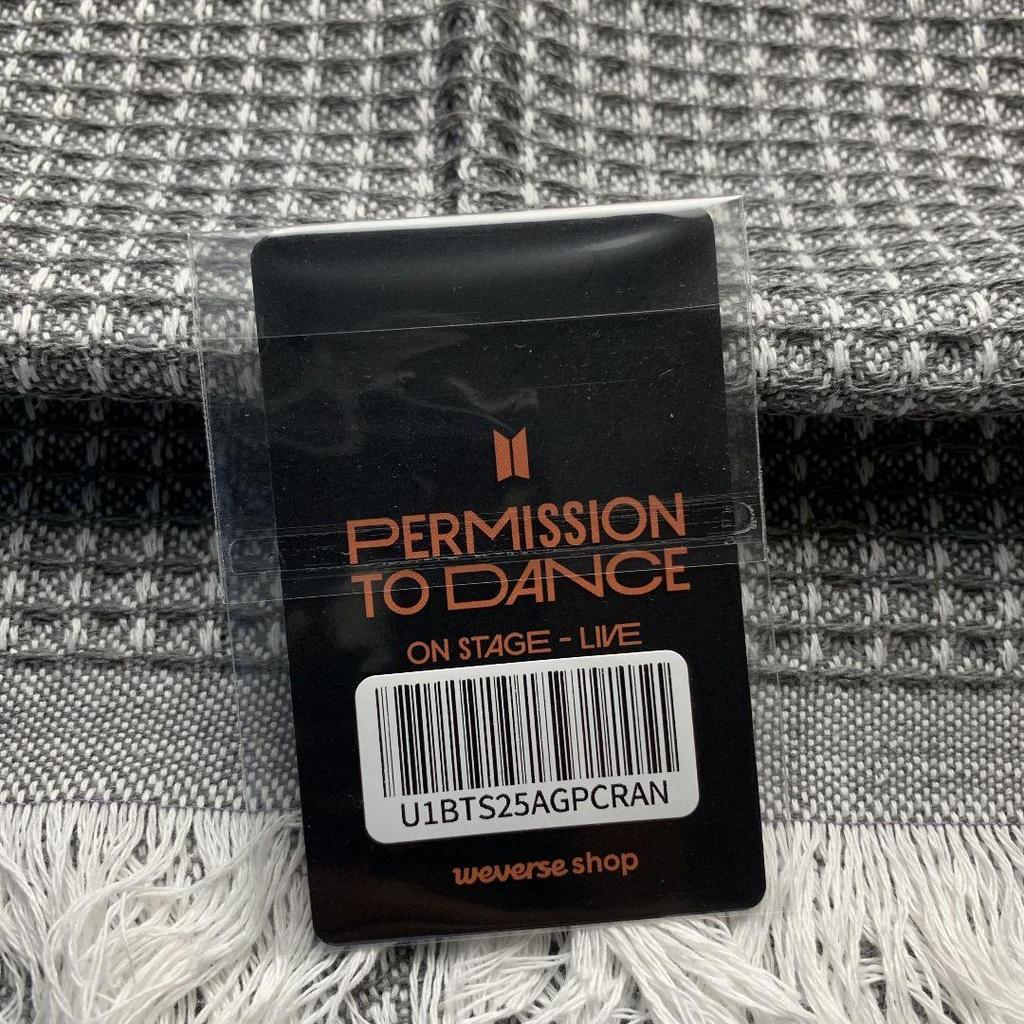 PERMISSION
TO DANCE
ON STAGE - LIVE
U1BTS25AGPCRAN
weverse shop